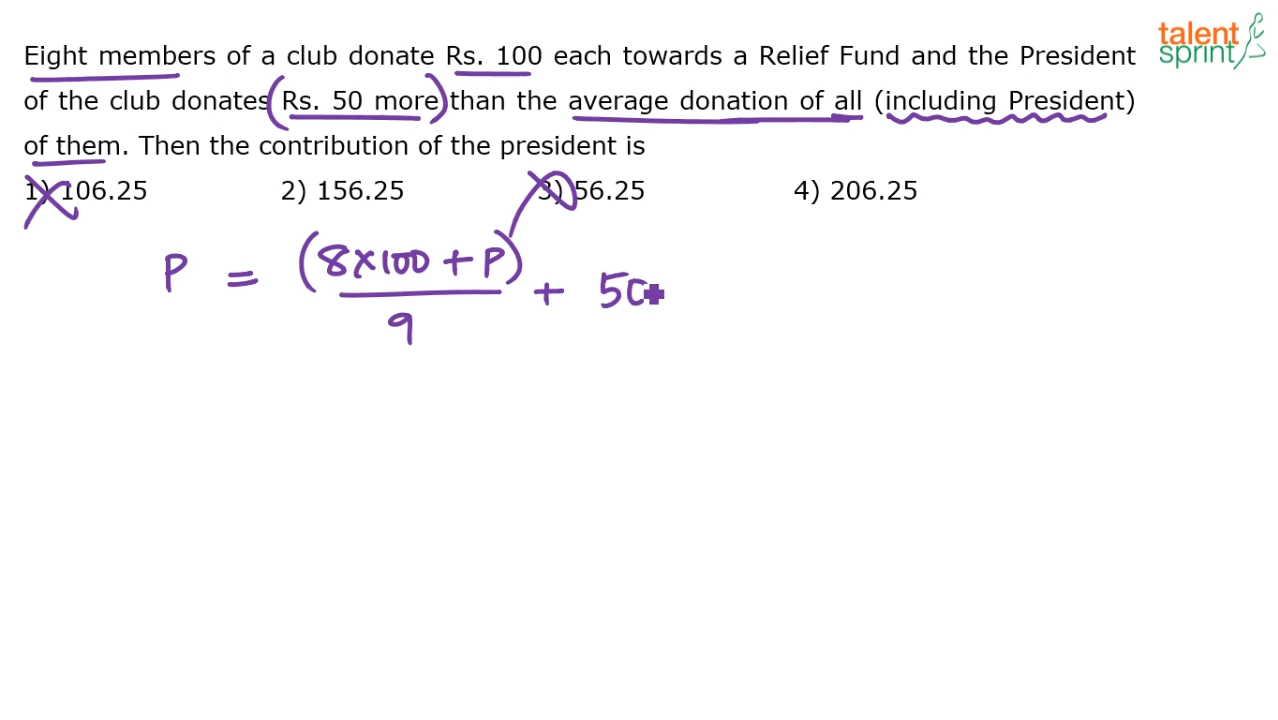 talent
sprint
Eight members of a club donate Rs. 100 each towards a Relief Fund and the President
of the club donates Rs. 50 more than the average donation of all (including President)
of them. Then the contribution of the president is
1) 106.25 2) 156.25 3) 56.25 4) 206.25
P = (8x100 + P)
+ 50
9